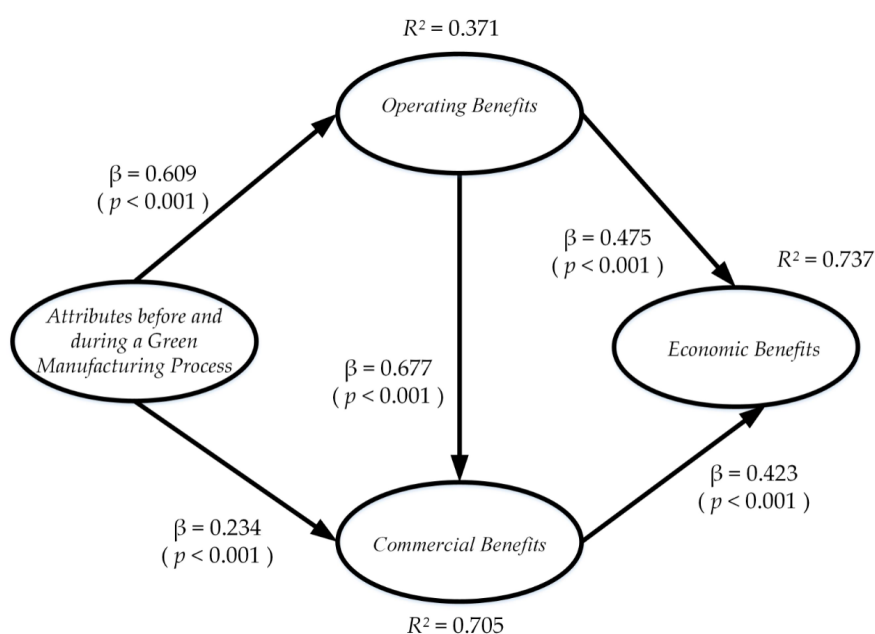 R² = 0.371
Operating Benefits
β = 0.609
( p < 0.001 )
β = 0.475
( p < 0.001 )
R² = 0.737
Attributes before and
during a Green
Manufacturing Process
Economic Benefits
β = 0.677
( p < 0.001 )
β = 0.423
( p < 0.001 )
β = 0.234
( p < 0.001 )
Commercial Benefits
R² = 0.705